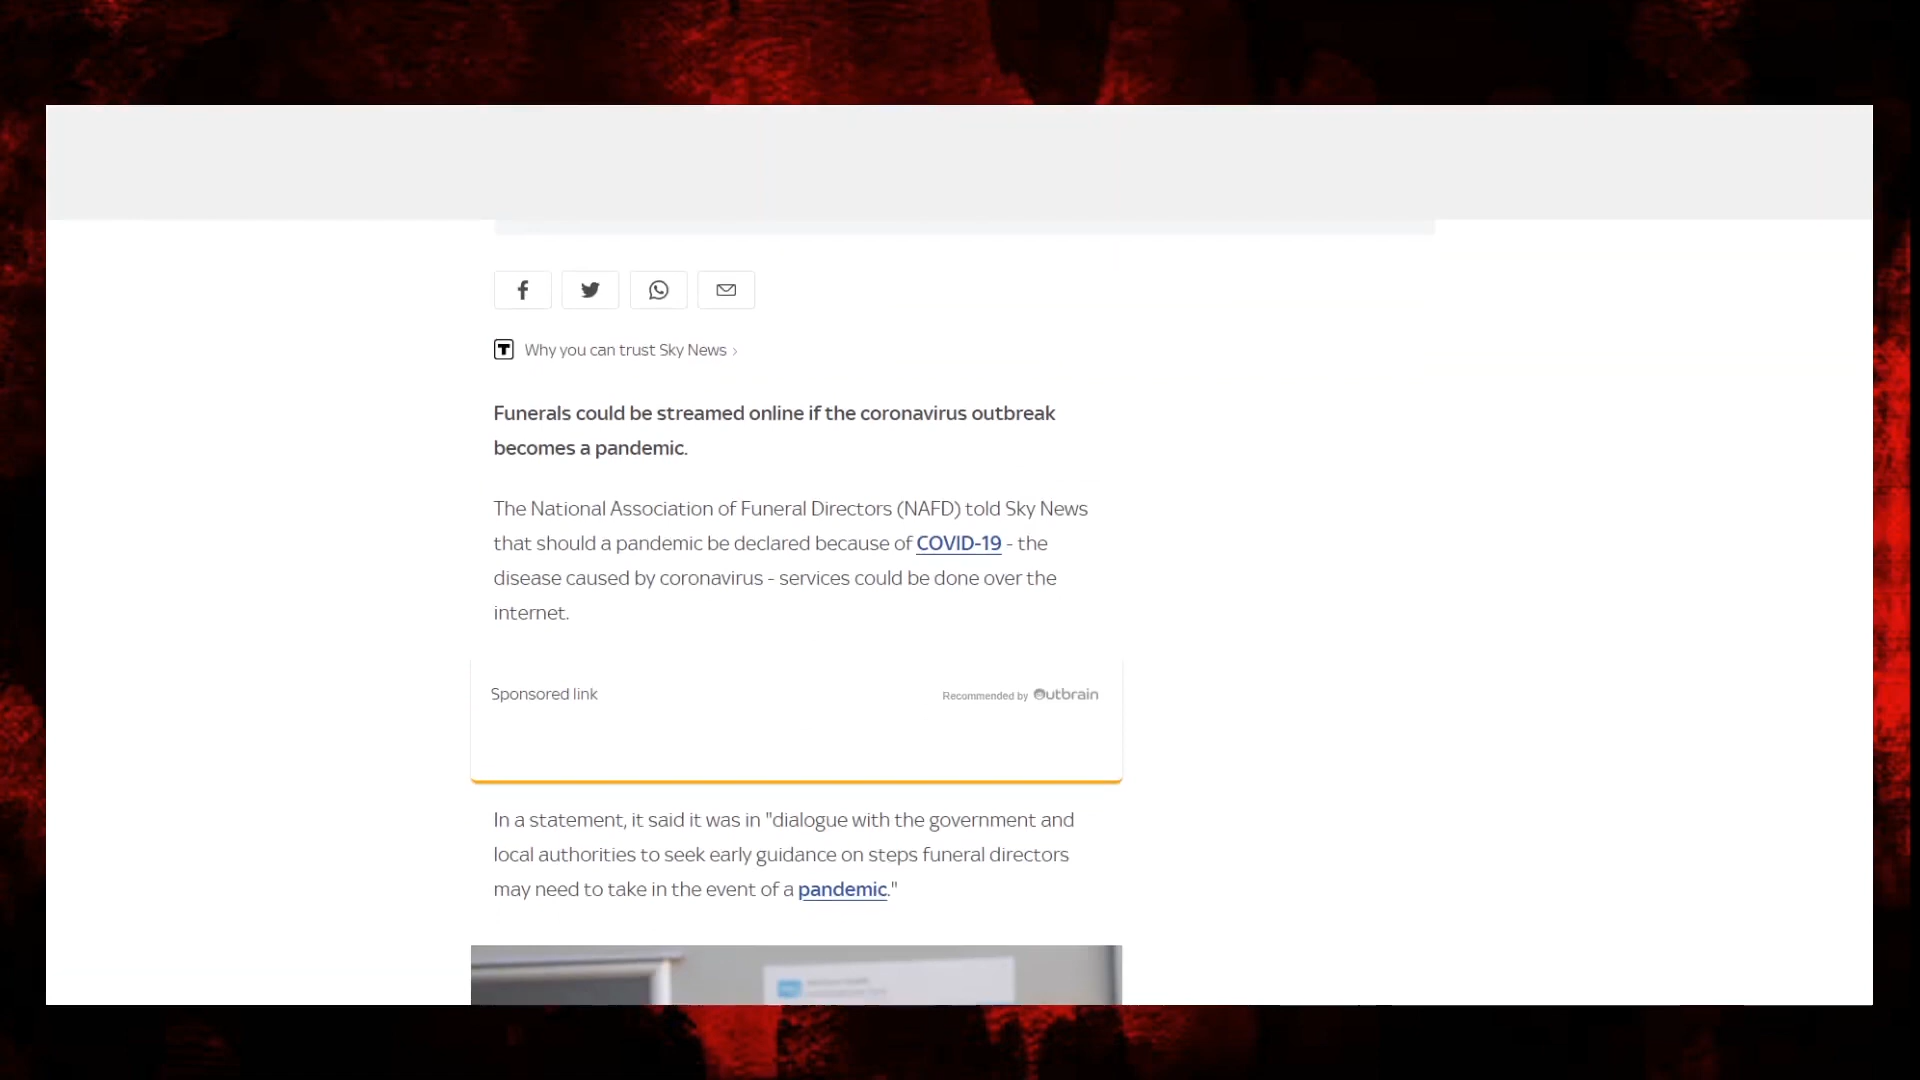 Why you can trust Sky News >
Funerals could be streamed online if the coronavirus outbreak
becomes a pandemic.
The National Association of Funeral Directors (NAFD) told Sky News
that should a pandemic be declared because of COVID-19 - the
disease caused by coronavirus - services could be done over the
internet.
Sponsored link
Recommended by Outbrain
In a statement, it said it was in "dialogue with the government and
local authorities to seek early guidance on steps funeral directors
may need to take in the event of a pandemic."